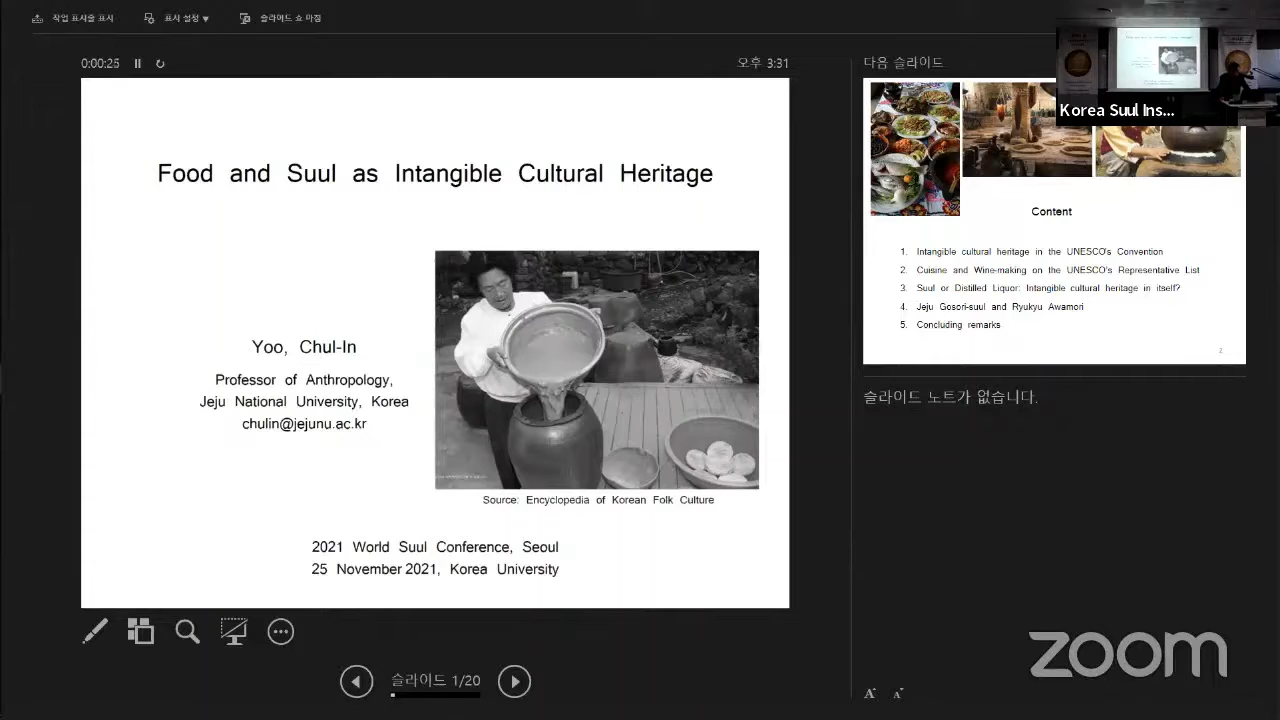 작업 표시줄 표시
표시 설정 ▼
슬라이드 쇼 마침
0:00:25
오후 3:31
Food and Suul as Intangible Cultural Heritage
Yoo, Chul-In
Professor of Anthropology,
Jeju National University, Korea
chulin@jejunu.ac.kr
Source: Encyclopedia of Korean Folk Culture
2021 World Suul Conference, Seoul
25 November 2021, Korea University
슬라이드 1/20
다음 슬라이드
Korea Suul Ins...
Content
1. Intangible cultural heritage in the UNESCO's Convention
2. Cuisine and Wine-making on the UNESCO's Representative List
3. Suul or Distilled Liquor: Intangible cultural heritage in itself?
4. Jeju Gosori-suul and Ryukyu Awamori
5. Concluding remarks
2
슬라이드 노트가 없습니다.
zoom
A A